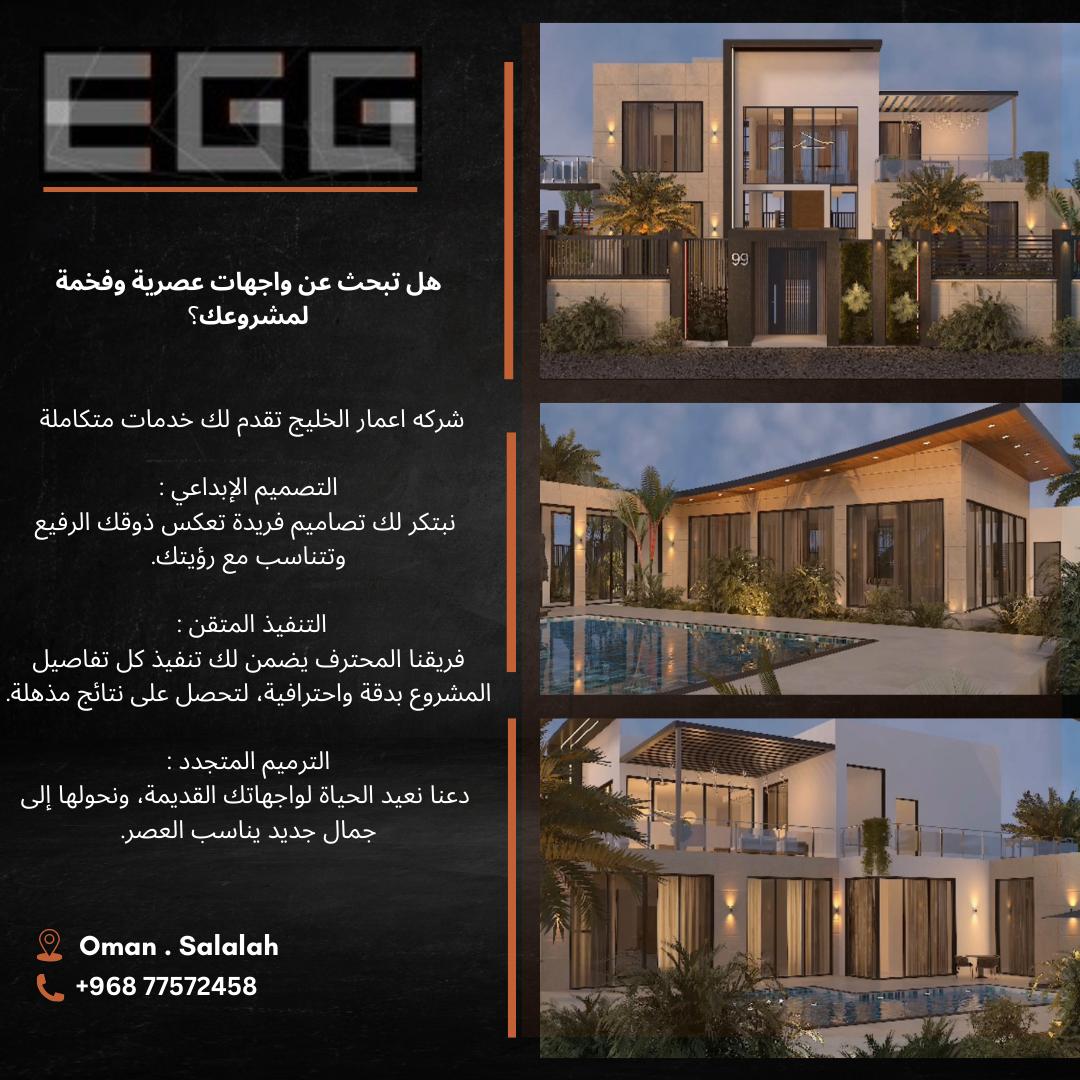 EGG
هل تبحث عن واجهات عصرية وفخمة
لمشروعك؟
شركه اعمار الخليج تقدم لك خدمات متكاملة
التصميم الإبداعي :
نبتكر لك تصاميم فريدة تعكس ذوقك الرفيع
وتتناسب مع رؤيتك.
التنفيذ المتقن :
فريقنا المحترف يضمن لك تنفيذ كل تفاصيل
المشروع بدقة واحترافية، لتحصل على نتائج مذهلة.
الترميم المتجدد :
دعنا نعيد الحياة لواجهاتك القديمة، ونحولها إلى
جمال جديد يناسب العصر.
Oman . Salalah
+968 77572458
99